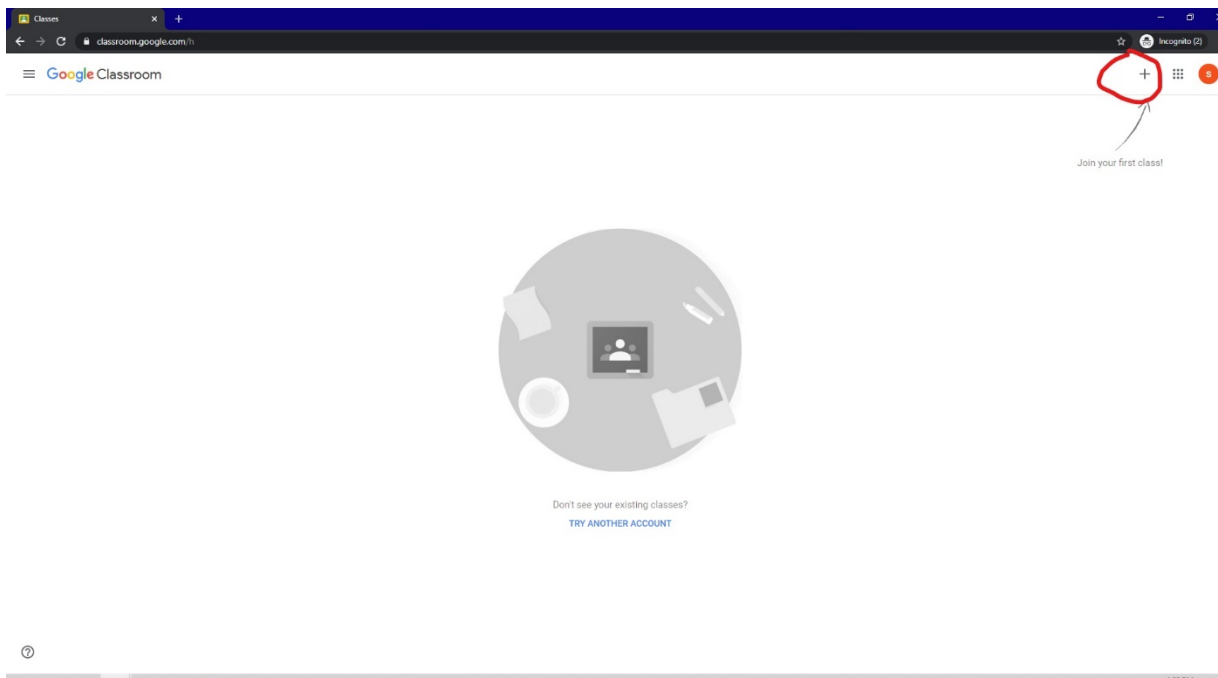 Classes
classroom.google.com/h
Incognito (2)
Google Classroom
S
Join your first class!
Don't see your existing classes?
TRY ANOTHER ACCOUNT